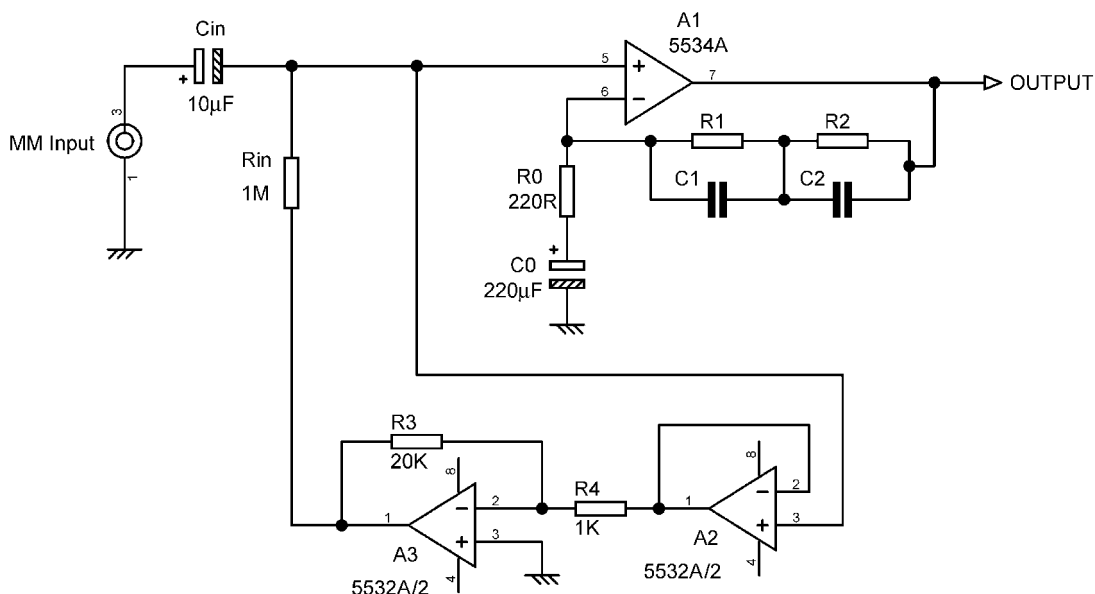 Cin
+
10µF
MM Input
3
1
Rin
1M
A1
5534A
5
+
6
−
7
OUTPUT
R1
R2
C1
C2
R0
220R
+
C0
220µF
R3
20K
8
1
−
2
+
3
4
A3
5532A/2
R4
1K
8
1
−
2
+
3
4
A2
5532A/2